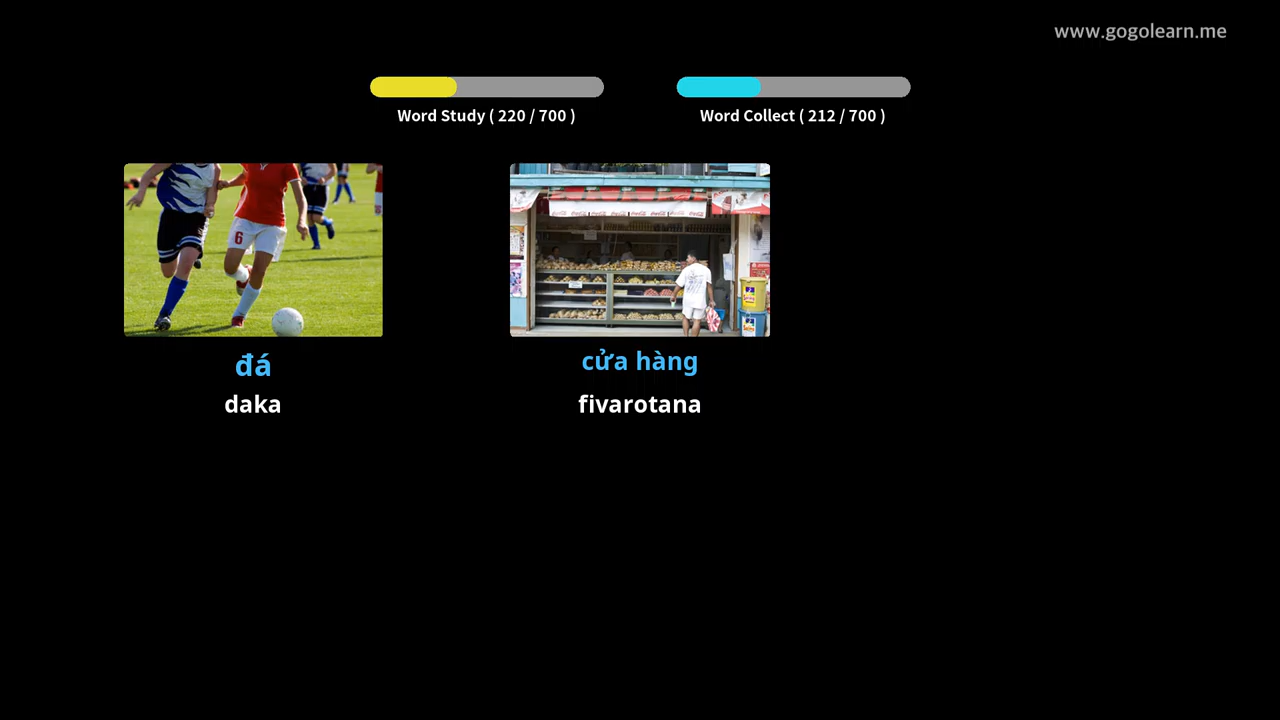 www.gogolearn.me
Word Study ( 220 / 700 )
Word Collect ( 212 / 700 )
đá
cửa hàng
daka
fivarotana